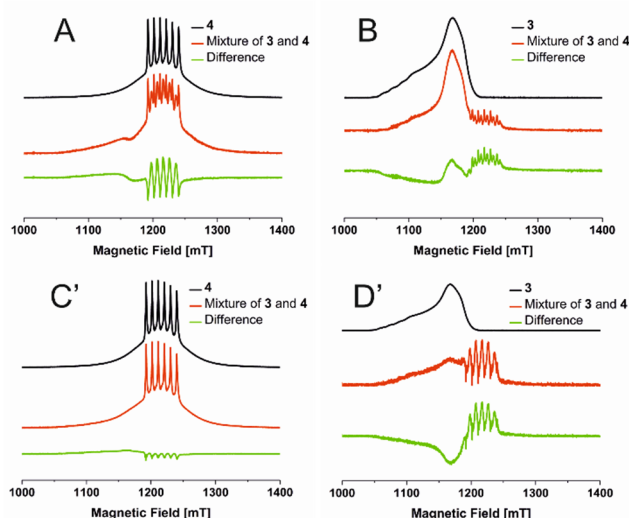 A
4
Mixture of 3 and 4
Difference
1000 1100 1200 1300 1400
Magnetic Field [mT]
B
3
Mixture of 3 and 4
Difference
1000 1100 1200 1300 1400
Magnetic Field [mT]
C'
4
Mixture of 3 and 4
Difference
1000 1100 1200 1300 1400
Magnetic Field [mT]
D'
3
Mixture of 3 and 4
Difference
1000 1100 1200 1300 1400
Magnetic Field [mT]